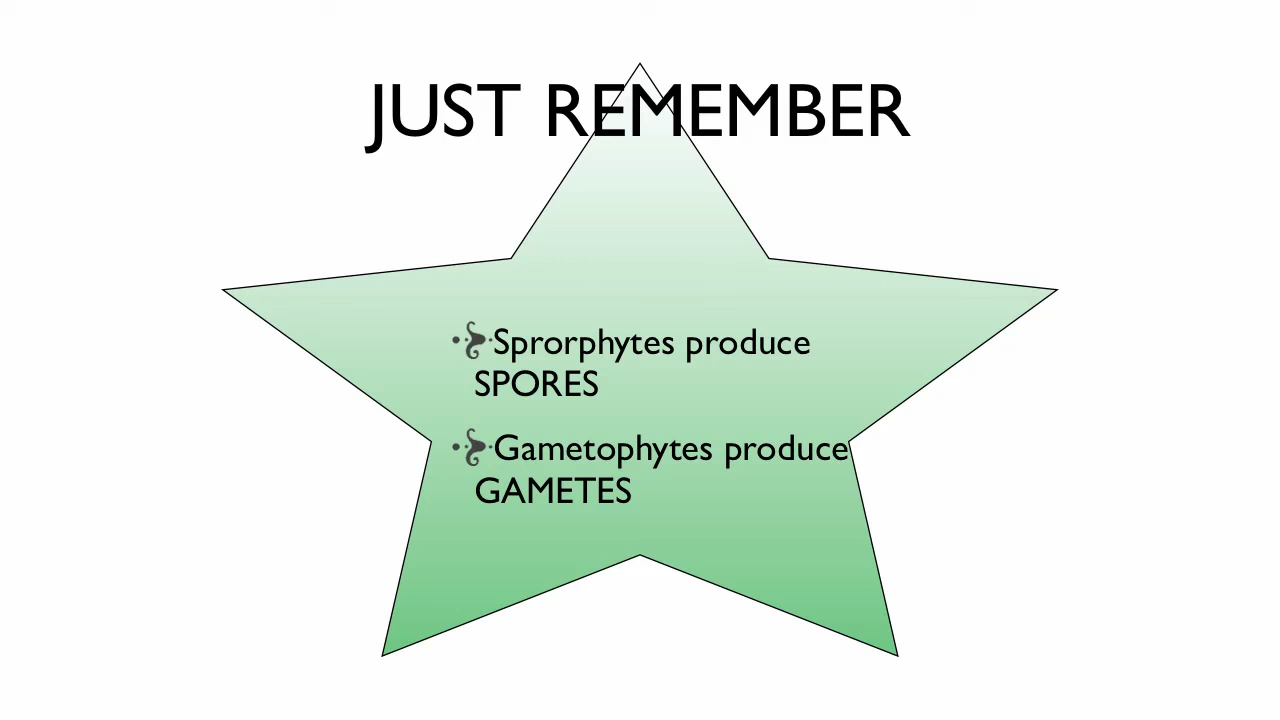 JUST REMEMBER
Sprorphytes produce
SPORES
Gametophytes produce
GAMETES